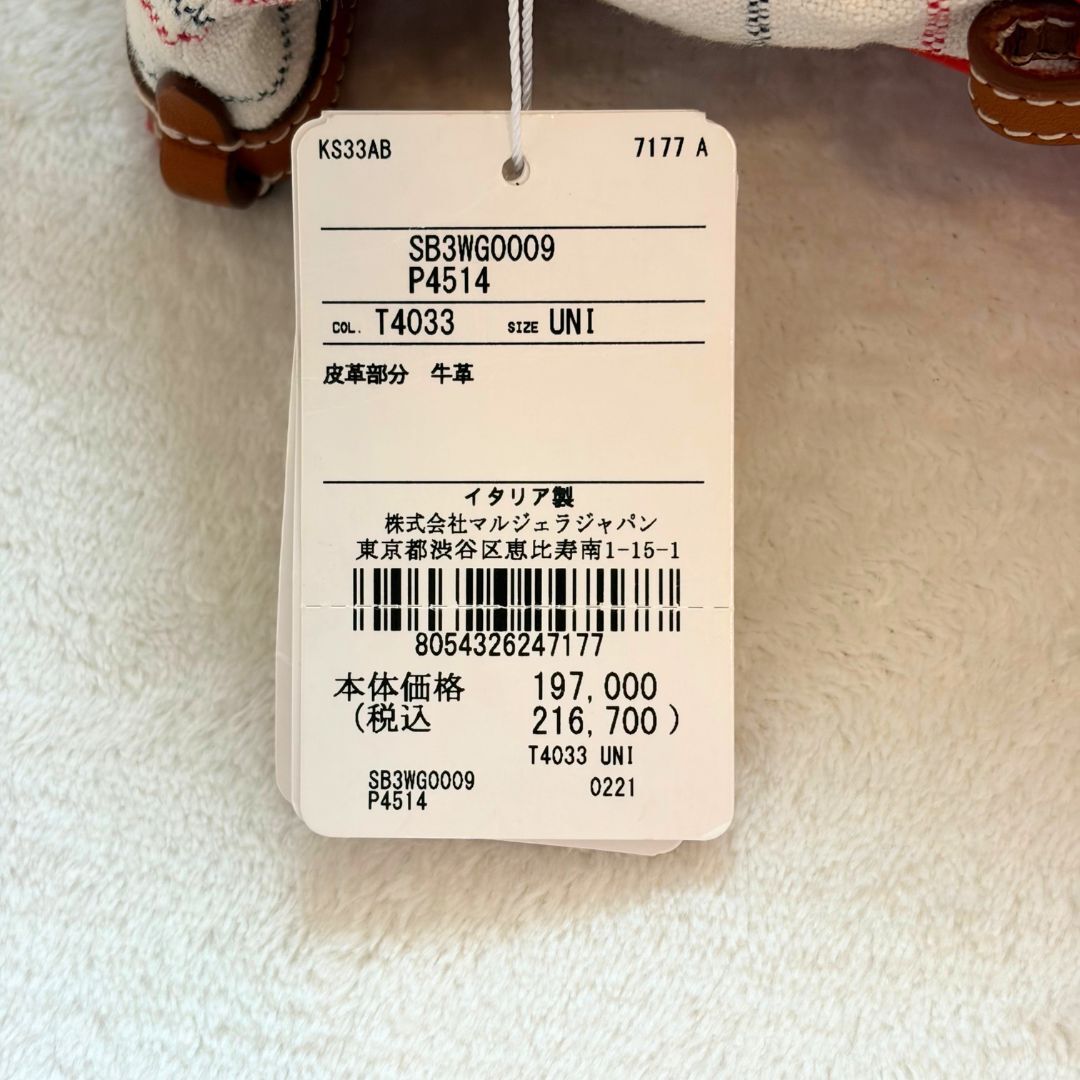 KS33AB 7177 A
SB3WG0009
P4514
COL. T4033 SIZE UNI
皮革部分 牛革
イタリア製
株式会社マルジェラジャパン
東京都渋谷区恵比寿南1-15-1
8054326247177
本体価格 197,000
(税込 216,700)
T4033 UNI
SB3WG0009 0221
P4514